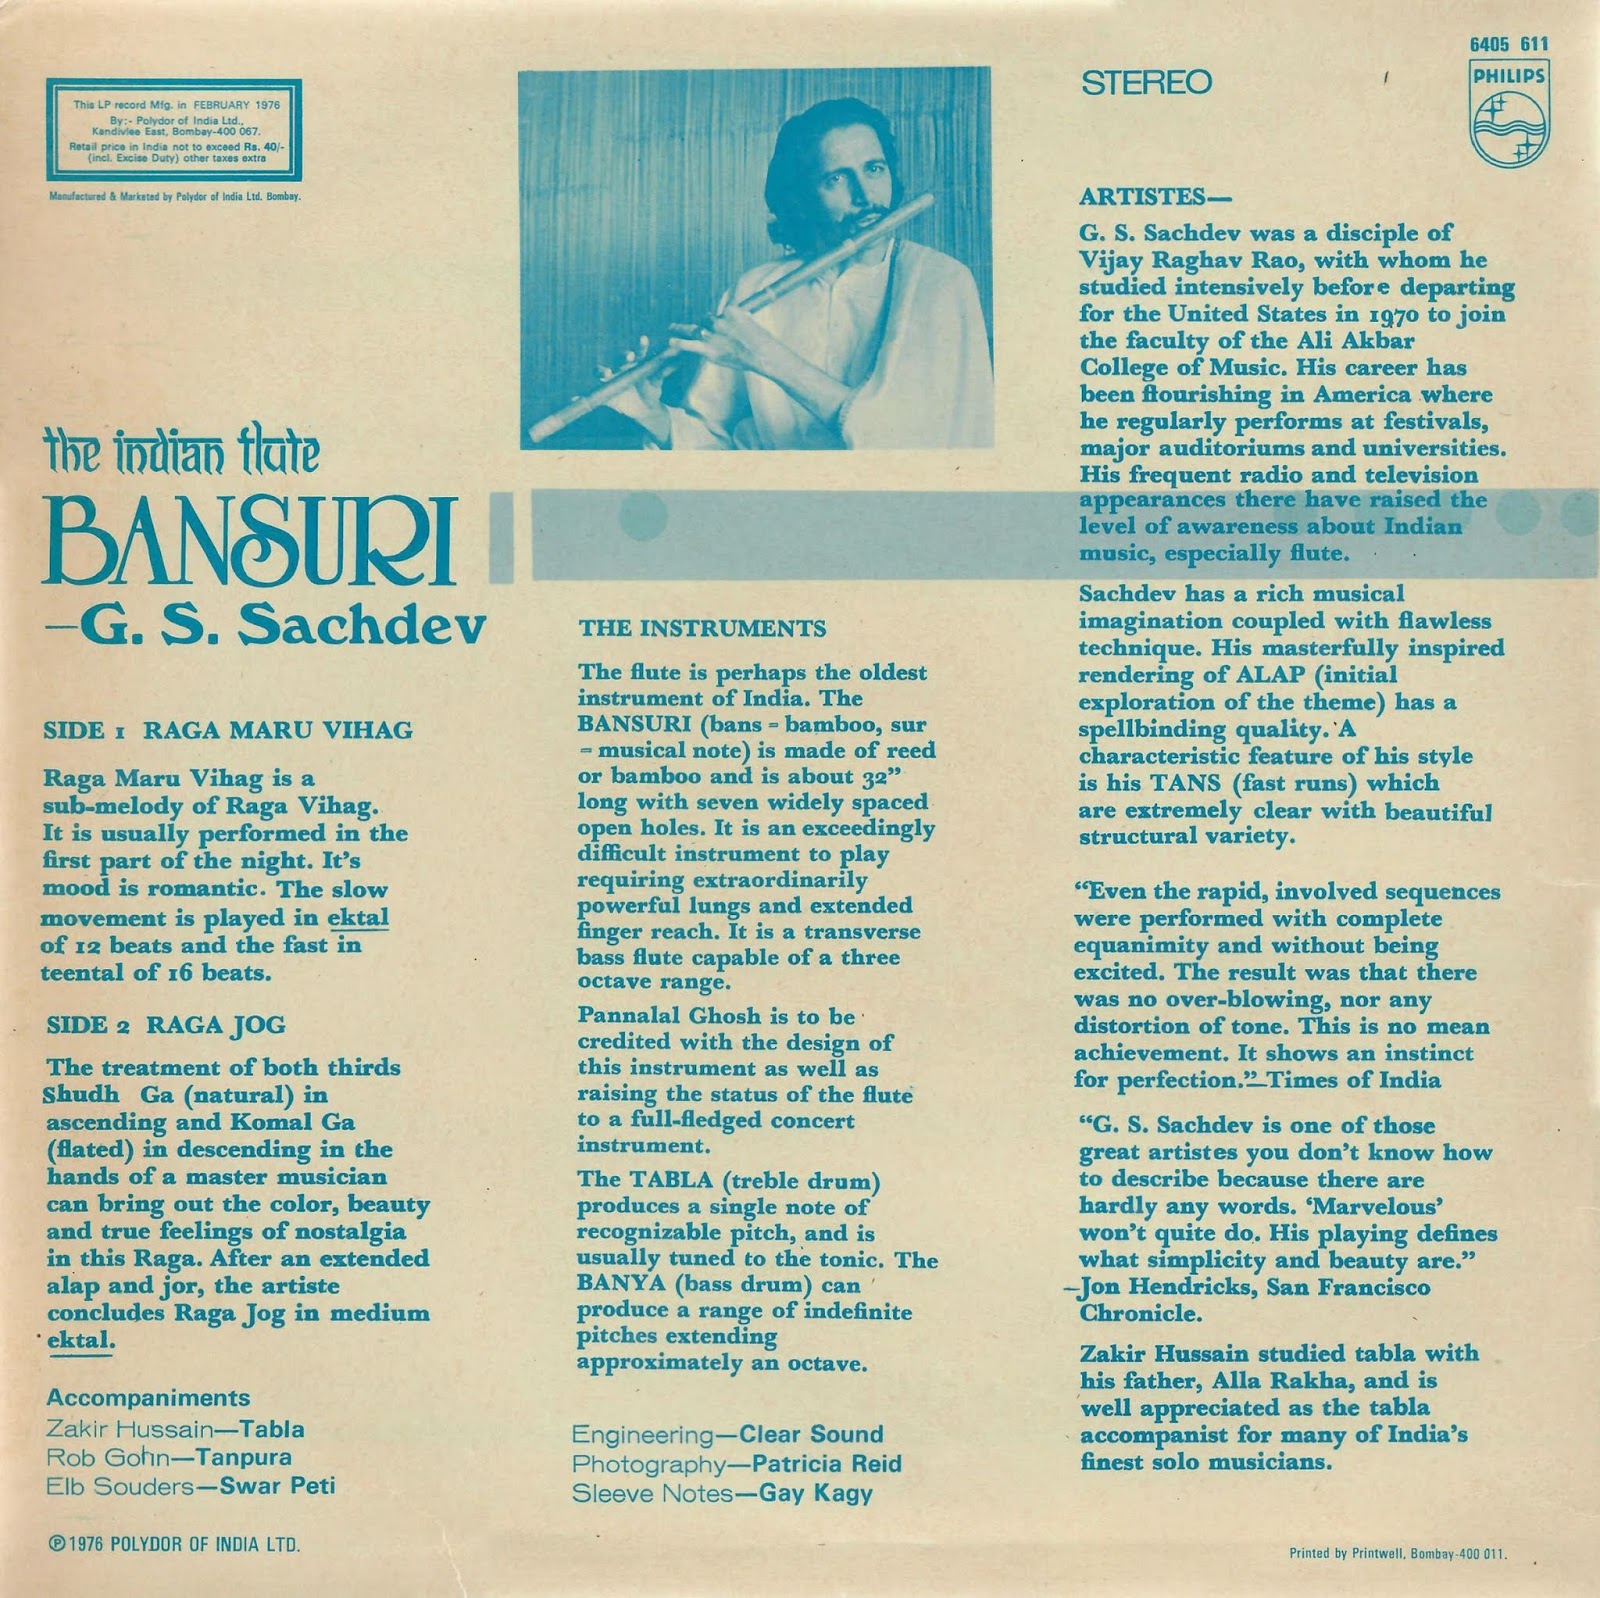 This LP record Mfg. in FEBRUARY 1976
By:- Polydor of India Ltd.,
Kandivlee East, Bombay-400 067.
Retail price in India not to exceed Rs. 40/-
(incl. Excise Duty) other taxes extra
Manufactured & Marketed by Polydor of India Ltd. Bombay.
the indian flute
BANSURI
—G. S. Sachdev
SIDE 1 RAGA MARU VIHAG
Raga Maru Vihag is a
sub-melody of Raga Vihag.
It is usually performed in the
first part of the night. It's
mood is romantic. The slow
movement is played in ektal
of 12 beats and the fast in
teental of 16 beats.
SIDE 2 RAGA JOG
The treatment of both thirds
Shudh Ga (natural) in
ascending and Komal Ga
(flated) in descending in the
hands of a master musician
can bring out the color, beauty
and true feelings of nostalgia
in this Raga. After an extended
alap and jor, the artiste
concludes Raga Jog in medium
ektal.
Accompaniments
Zakir Hussain—Tabla
Rob Gohn—Tanpura
Elb Souders—Swar Peti
℗1976 POLYDOR OF INDIA LTD.
THE INSTRUMENTS
The flute is perhaps the oldest
instrument of India. The
BANSURI (bans = bamboo, sur
= musical note) is made of reed
or bamboo and is about 32”
long with seven widely spaced
open holes. It is an exceedingly
difficult instrument to play
requiring extraordinarily
powerful lungs and extended
finger reach. It is a transverse
bass flute capable of a three
octave range.
Pannalal Ghosh is to be
credited with the design of
this instrument as well as
raising the status of the flute
to a full-fledged concert
instrument.
The TABLA (treble drum)
produces a single note of
recognizable pitch, and is
usually tuned to the tonic. The
BANYA (bass drum) can
produce a range of indefinite
pitches extending
approximately an octave.
Engineering—Clear Sound
Photography—Patricia Reid
Sleeve Notes—Gay Kagy
STEREO
6405 611
PHILIPS
ARTISTES—
G. S. Sachdev was a disciple of
Vijay Raghav Rao, with whom he
studied intensively before departing
for the United States in 1970 to join
the faculty of the Ali Akbar
College of Music. His career has
been flourishing in America where
he regularly performs at festivals,
major auditoriums and universities.
His frequent radio and television
appearances there have raised the
level of awareness about Indian
music, especially flute.
Sachdev has a rich musical
imagination coupled with flawless
technique. His masterfully inspired
rendering of ALAP (initial
exploration of the theme) has a
spellbinding quality. A
characteristic feature of his style
is his TANS (fast runs) which
are extremely clear with beautiful
structural variety.
“Even the rapid, involved sequences
were performed with complete
equanimity and without being
excited. The result was that there
was no over-blowing, nor any
distortion of tone. This is no mean
achievement. It shows an instinct
for perfection.”—Times of India
“G. S. Sachdev is one of those
great artistes you don't know how
to describe because there are
hardly any words. ‘Marvelous’
won't quite do. His playing defines
what simplicity and beauty are.”
—Jon Hendricks, San Francisco
Chronicle.
Zakir Hussain studied tabla with
his father, Alla Rakha, and is
well appreciated as the tabla
accompanist for many of India's
finest solo musicians.
Printed by Printwell, Bombay-400 011.